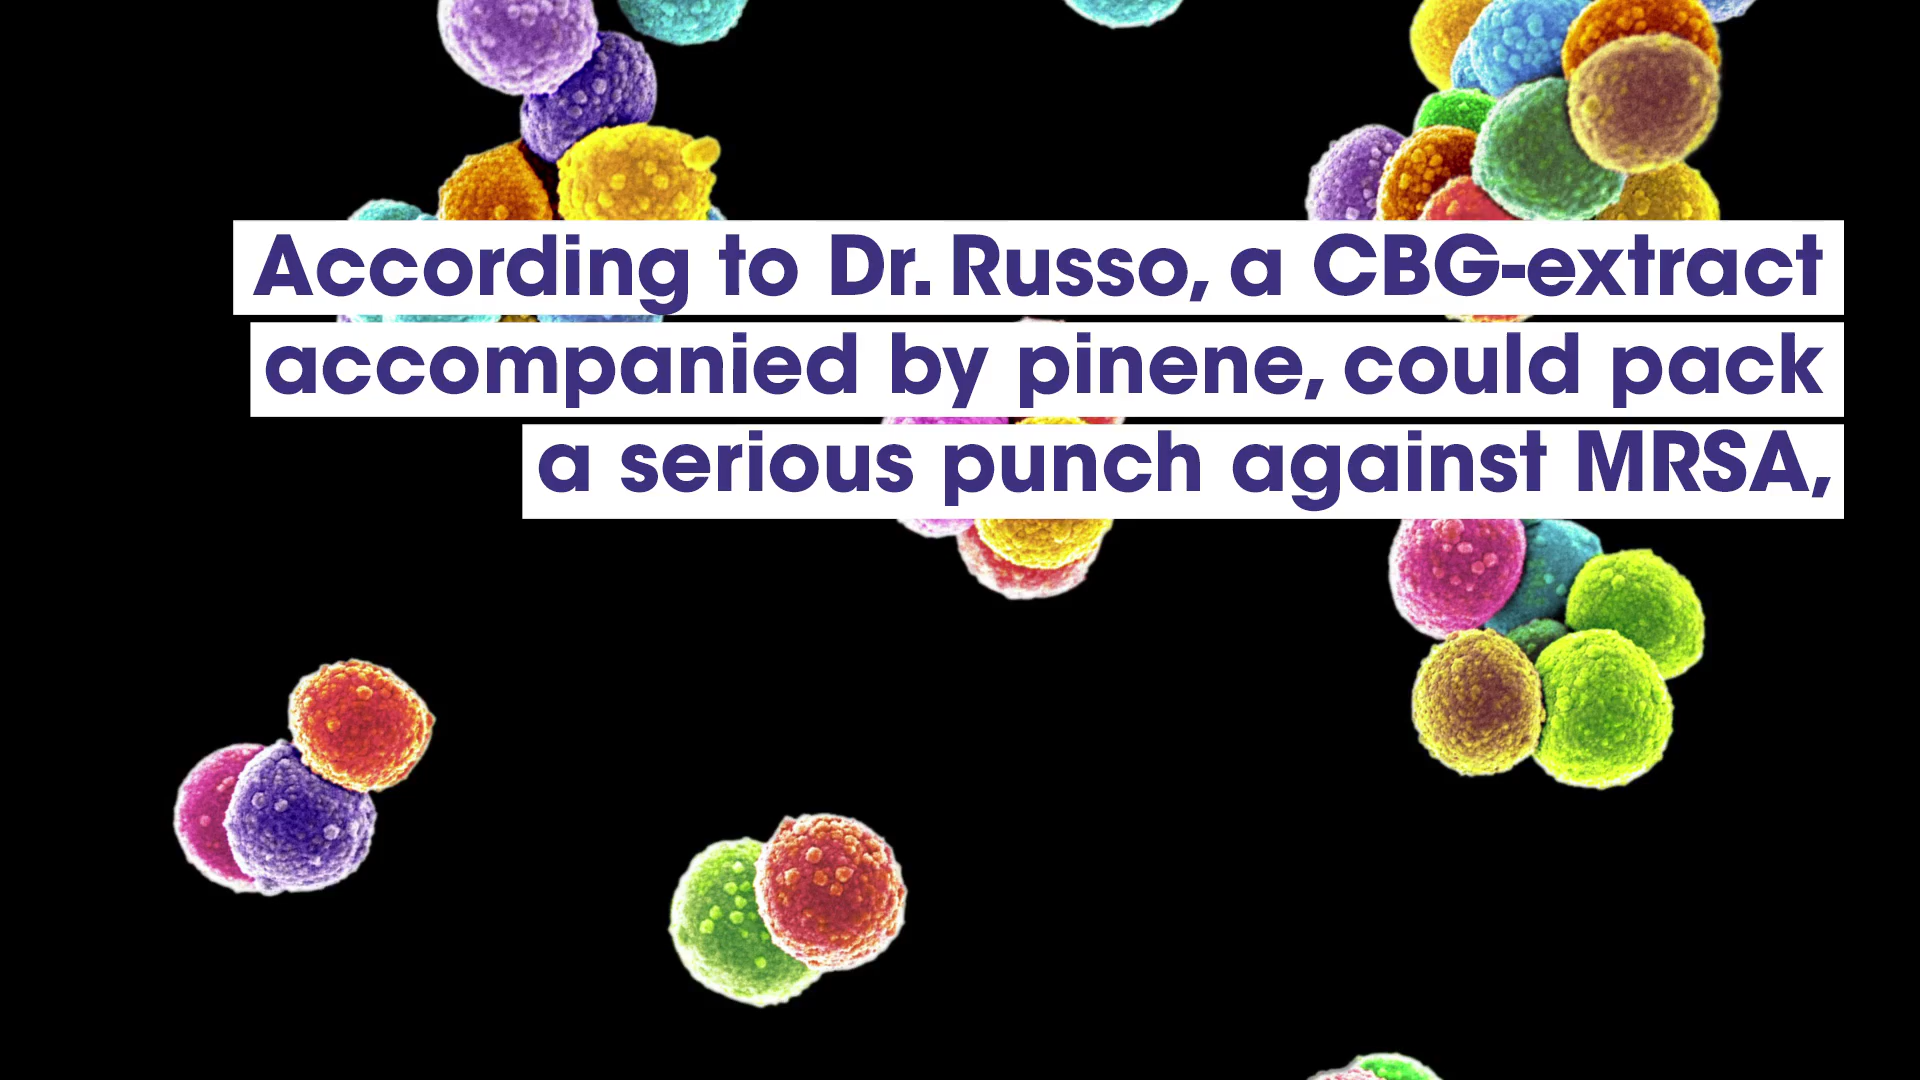 According to Dr. Russo, a CBG-extract
accompanied by pinene, could pack
a serious punch against MRSA,